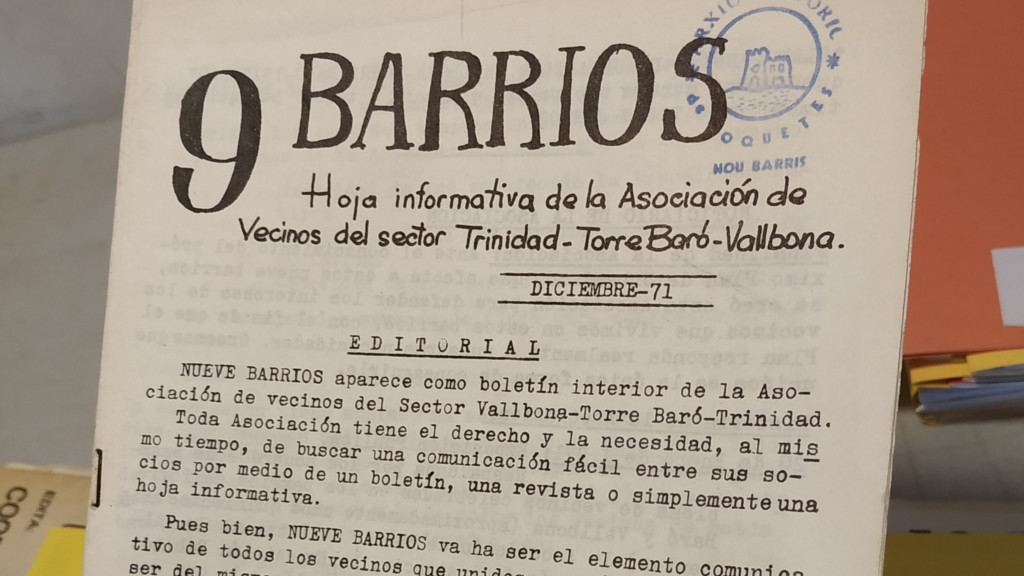 9 BARRIOS
Hoja informativa de la Asociación de
Vecinos del sector Trinidad-Torre Baró-Vallbona.
DICIEMBRE-71
EDITORIAL
NUEVE BARRIOS aparece como boletín interior de la Aso-
ciación de vecinos del Sector Vallbona-Torre Baró-Trinidad.
Toda Asociación tiene el derecho y la necesidad, al mis
mo tiempo, de buscar una comunicación fácil entre sus so-
cios por medio de un boletín, una revista o simplemente una
hoja informativa.
Pues bien, NUEVE BARRIOS va ha ser el elemento comunica
tivo de todos los vecinos que
ser del
NOU BARRIS
EDITA